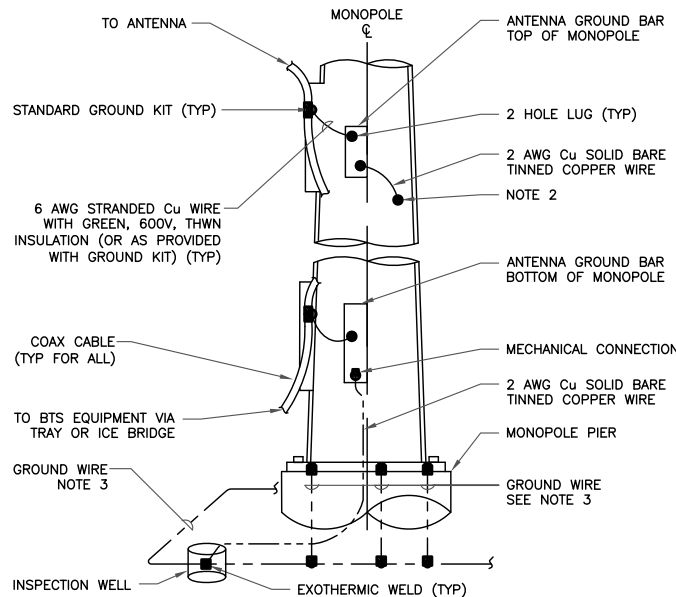 MONOPOLE
℄
TO ANTENNA
ANTENNA GROUND BAR
TOP OF MONOPOLE
STANDARD GROUND KIT (TYP)
2 HOLE LUG (TYP)
2 AWG Cu SOLID BARE
TINNED COPPER WIRE
NOTE 2
6 AWG STRANDED Cu WIRE
WITH GREEN, 600V, THWN
INSULATION (OR AS PROVIDED
WITH GROUND KIT) (TYP)
ANTENNA GROUND BAR
BOTTOM OF MONOPOLE
COAX CABLE
(TYP FOR ALL)
MECHANICAL CONNECTION
2 AWG Cu SOLID BARE
TINNED COPPER WIRE
TO BTS EQUIPMENT VIA
TRAY OR ICE BRIDGE
MONOPOLE PIER
GROUND WIRE
NOTE 3
GROUND WIRE
SEE NOTE 3
INSPECTION WELL
EXOTHERMIC WELD (TYP)